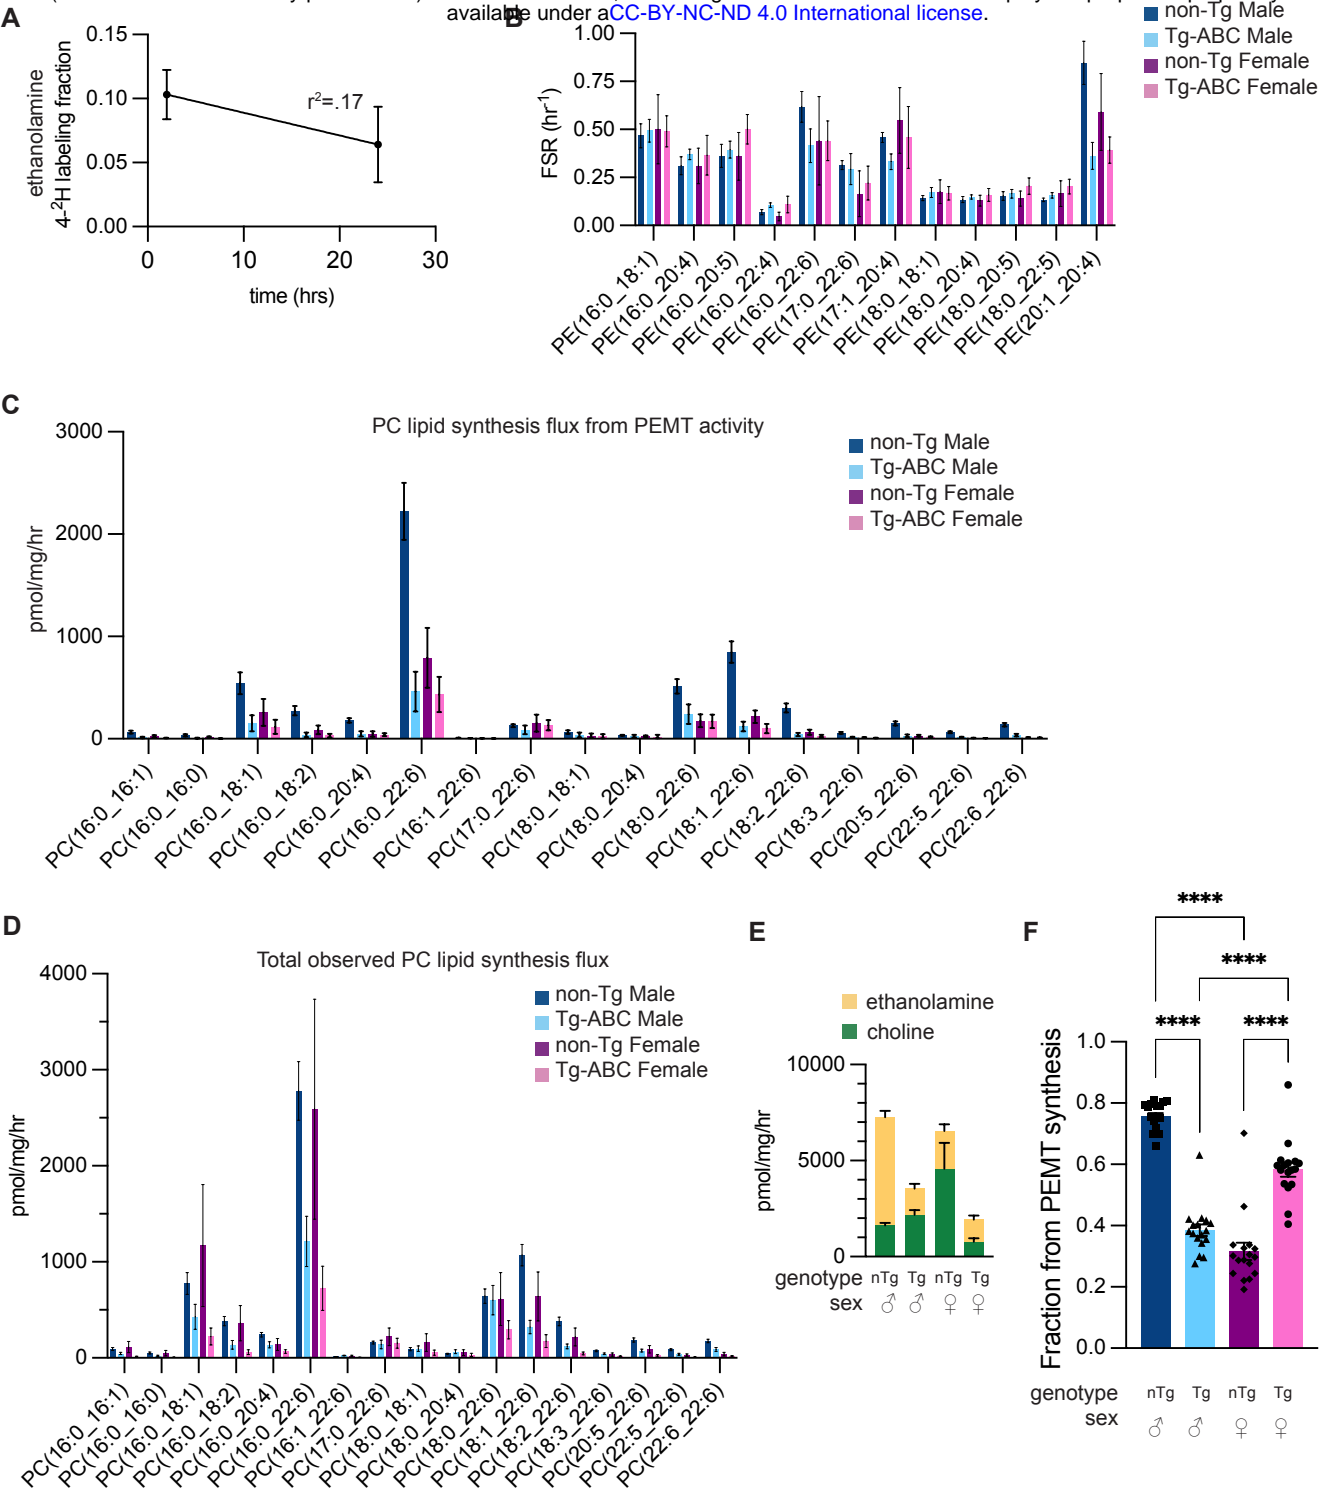 available under aCC-BY-NC-ND 4.0 International license.
A
ethanolamine
4-²H labeling fraction
0.15
0.10
0.05
0.00
r²=.17
0
10
20
30
time (hrs)
B
FSR (hr⁻¹)
1.00
0.75
0.50
0.25
0.00
non-Tg Male
Tg-ABC Male
non-Tg Female
Tg-ABC Female
PE(16:0_18:1)
PE(16:0_20:4)
PE(16:0_20:5)
PE(16:0_22:4)
PE(16:0_22:6)
PE(17:0_22:6)
PE(17:1_20:4)
PE(18:0_18:1)
PE(18:0_20:4)
PE(18:0_20:5)
PE(18:0_22:5)
PE(20:1_20:4)
C
PC lipid synthesis flux from PEMT activity
pmol/mg/hr
3000
2000
1000
0
non-Tg Male
Tg-ABC Male
non-Tg Female
Tg-ABC Female
PC(16:0_16:1)
PC(16:0_16:0)
PC(16:0_18:1)
PC(16:0_18:2)
PC(16:0_20:4)
PC(16:0_22:6)
PC(16:1_22:6)
PC(17:0_22:6)
PC(18:0_18:1)
PC(18:0_20:4)
PC(18:0_22:6)
PC(18:1_22:6)
PC(18:2_22:6)
PC(18:3_22:6)
PC(20:5_22:6)
PC(22:5_22:6)
PC(22:6_22:6)
D
Total observed PC lipid synthesis flux
pmol/mg/hr
4000
3000
2000
1000
0
non-Tg Male
Tg-ABC Male
non-Tg Female
Tg-ABC Female
PC(16:0_16:1)
PC(16:0_16:0)
PC(16:0_18:1)
PC(16:0_18:2)
PC(16:0_20:4)
PC(16:0_22:6)
PC(16:1_22:6)
PC(17:0_22:6)
PC(18:0_18:1)
PC(18:0_20:4)
PC(18:0_22:6)
PC(18:1_22:6)
PC(18:2_22:6)
PC(18:3_22:6)
PC(20:5_22:6)
PC(22:5_22:6)
PC(22:6_22:6)
E
ethanolamine
choline
pmol/mg/hr
10000
5000
0
genotype nTg Tg nTg Tg
sex ♂ ♂ ♀ ♀
F
****
****
**** ****
Fraction from PEMT synthesis
1.0
0.8
0.6
0.4
0.2
0.0
genotype nTg Tg nTg Tg
sex ♂ ♂ ♀ ♀